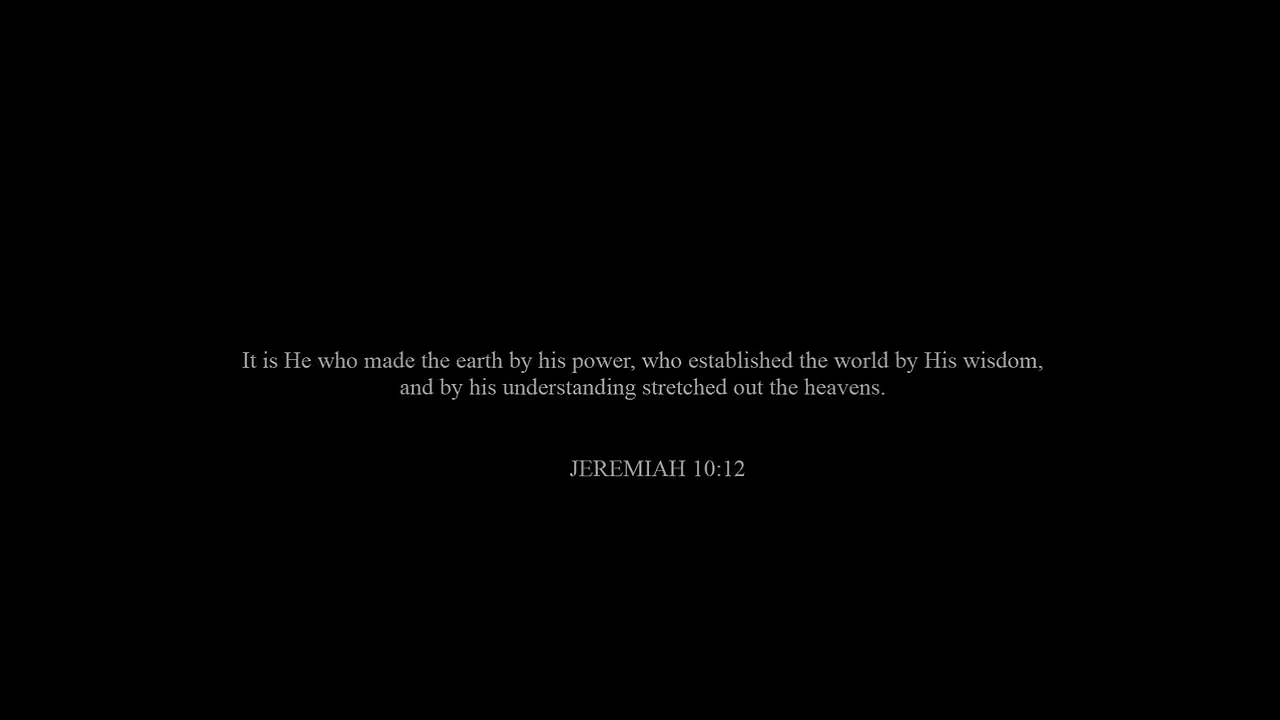 It is He who made the earth by his power, who established the world by His wisdom,
and by his understanding stretched out the heavens.
JEREMIAH 10:12